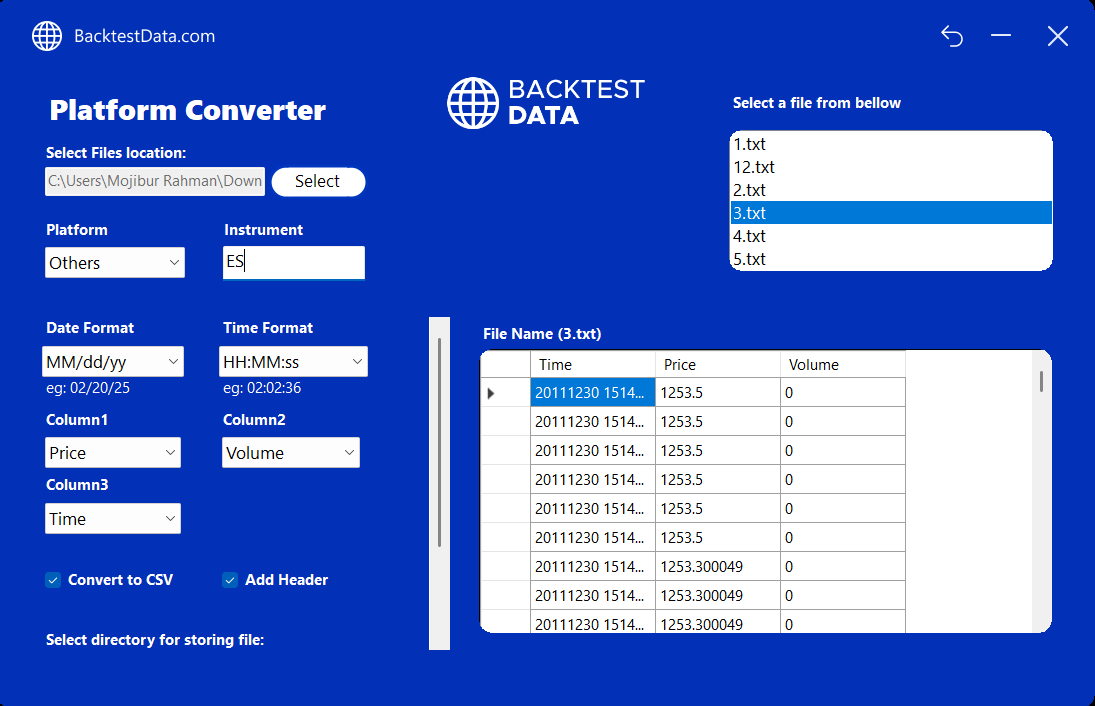 BacktestData.com
Platform Converter
BACKTEST
DATA
Select a file from bellow
Select Files location:
C:\Users\Mojibur Rahman\Down
Select
1.txt
12.txt
2.txt
3.txt
4.txt
5.txt
Platform
Instrument
Others
ES
Date Format
Time Format
MM/dd/yy
HH:MM:ss
eg: 02/20/25
eg: 02:02:36
Column1
Column2
Price
Volume
Column3
Time
Convert to CSV
Add Header
Select directory for storing file:
File Name (3.txt)
Time Price Volume
20111230 1514... 1253.5 0
20111230 1514... 1253.5 0
20111230 1514... 1253.5 0
20111230 1514... 1253.5 0
20111230 1514... 1253.5 0
20111230 1514... 1253.5 0
20111230 1514... 1253.300049 0
20111230 1514... 1253.300049 0
20111230 1514... 1253.300049 0